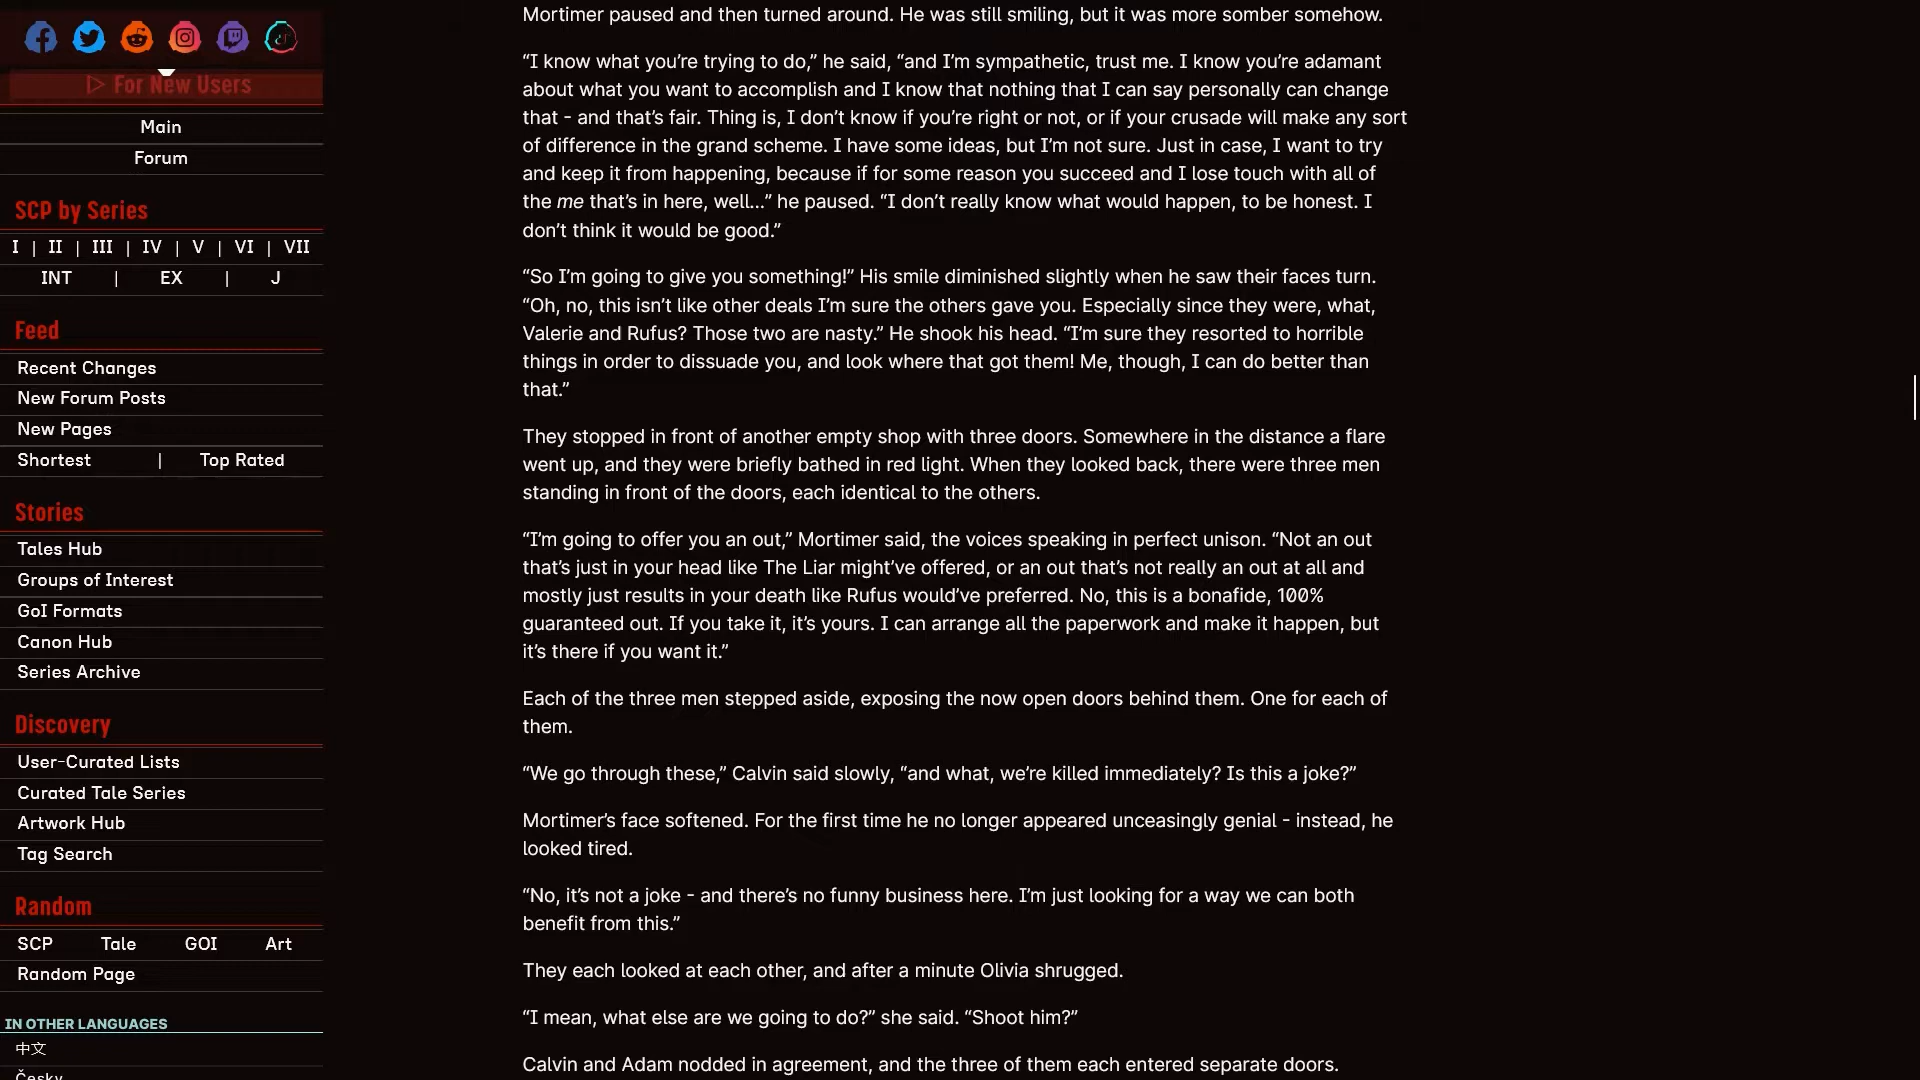 ▷ For New Users
Main
Forum
SCP by Series
I | II | III | IV | V | VI | VII
INT | EX | J
Feed
Recent Changes
New Forum Posts
New Pages
Shortest | Top Rated
Stories
Tales Hub
Groups of Interest
GoI Formats
Canon Hub
Series Archive
Discovery
User-Curated Lists
Curated Tale Series
Artwork Hub
Tag Search
Random
SCP Tale GOI Art
Random Page
IN OTHER LANGUAGES
中文
Česky
Mortimer paused and then turned around. He was still smiling, but it was more somber somehow.
“I know what you’re trying to do,” he said, “and I’m sympathetic, trust me. I know you’re adamant
about what you want to accomplish and I know that nothing that I can say personally can change
that - and that’s fair. Thing is, I don’t know if you’re right or not, or if your crusade will make any sort
of difference in the grand scheme. I have some ideas, but I’m not sure. Just in case, I want to try
and keep it from happening, because if for some reason you succeed and I lose touch with all of
the me that’s in here, well…” he paused. “I don’t really know what would happen, to be honest. I
don’t think it would be good.”
“So I’m going to give you something!” His smile diminished slightly when he saw their faces turn.
“Oh, no, this isn’t like other deals I’m sure the others gave you. Especially since they were, what,
Valerie and Rufus? Those two are nasty.” He shook his head. “I’m sure they resorted to horrible
things in order to dissuade you, and look where that got them! Me, though, I can do better than
that.”
They stopped in front of another empty shop with three doors. Somewhere in the distance a flare
went up, and they were briefly bathed in red light. When they looked back, there were three men
standing in front of the doors, each identical to the others.
“I’m going to offer you an out,” Mortimer said, the voices speaking in perfect unison. “Not an out
that’s just in your head like The Liar might’ve offered, or an out that’s not really an out at all and
mostly just results in your death like Rufus would’ve preferred. No, this is a bonafide, 100%
guaranteed out. If you take it, it’s yours. I can arrange all the paperwork and make it happen, but
it’s there if you want it.”
Each of the three men stepped aside, exposing the now open doors behind them. One for each of
them.
“We go through these,” Calvin said slowly, “and what, we’re killed immediately? Is this a joke?”
Mortimer’s face softened. For the first time he no longer appeared unceasingly genial - instead, he
looked tired.
“No, it’s not a joke - and there’s no funny business here. I’m just looking for a way we can both
benefit from this.”
They each looked at each other, and after a minute Olivia shrugged.
“I mean, what else are we going to do?” she said. “Shoot him?”
Calvin and Adam nodded in agreement, and the three of them each entered separate doors.